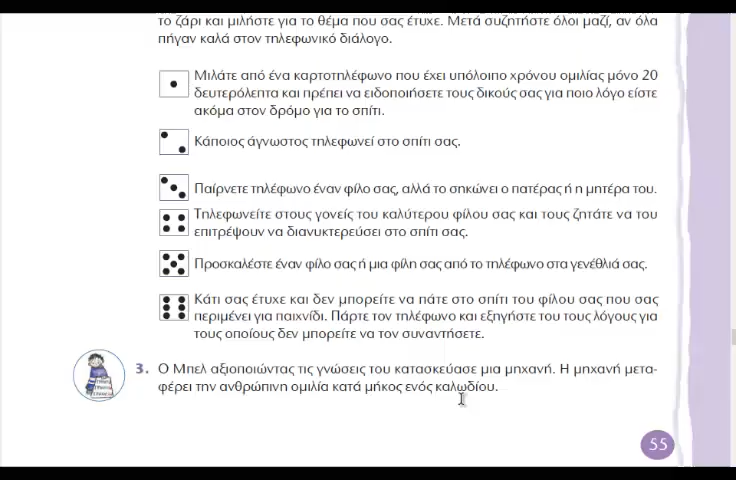 το ζάρι και μιλήστε για το θέμα που σας έτυχε. Μετά συζητήστε όλοι μαζί, αν όλα
πήγαν καλά στον τηλεφωνικό διάλογο.
Μιλάτε από ένα καρτοτηλέφωνο που έχει υπόλοιπο χρόνου ομιλίας μόνο 20
δευτερόλεπτα και πρέπει να ειδοποιήσετε τους δικούς σας για ποιο λόγο είστε
ακόμα στον δρόμο για το σπίτι.
Κάποιος άγνωστος τηλεφωνεί στο σπίτι σας.
Παίρνετε τηλέφωνο έναν φίλο σας, αλλά το σηκώνει ο πατέρας ή η μητέρα του.
Τηλεφωνείτε στους γονείς του καλύτερου φίλου σας και τους ζητάτε να του
επιτρέψουν να διανυκτερεύσει στο σπίτι σας.
Προσκαλέστε έναν φίλο σας ή μια φίλη σας από το τηλέφωνο στα γενέθλιά σας.
Κάτι σας έτυχε και δεν μπορείτε να πάτε στο σπίτι του φίλου σας που σας
περιμένει για παιχνίδι. Πάρτε τον τηλέφωνο και εξηγήστε του τους λόγους για
τους οποίους δεν μπορείτε να τον συναντήσετε.
3. Ο Μπελ αξιοποιώντας τις γνώσεις του κατασκεύασε μια μηχανή. Η μηχανή μετα-
φέρει την ανθρώπινη ομιλία κατά μήκος ενός καλωδίου.
55